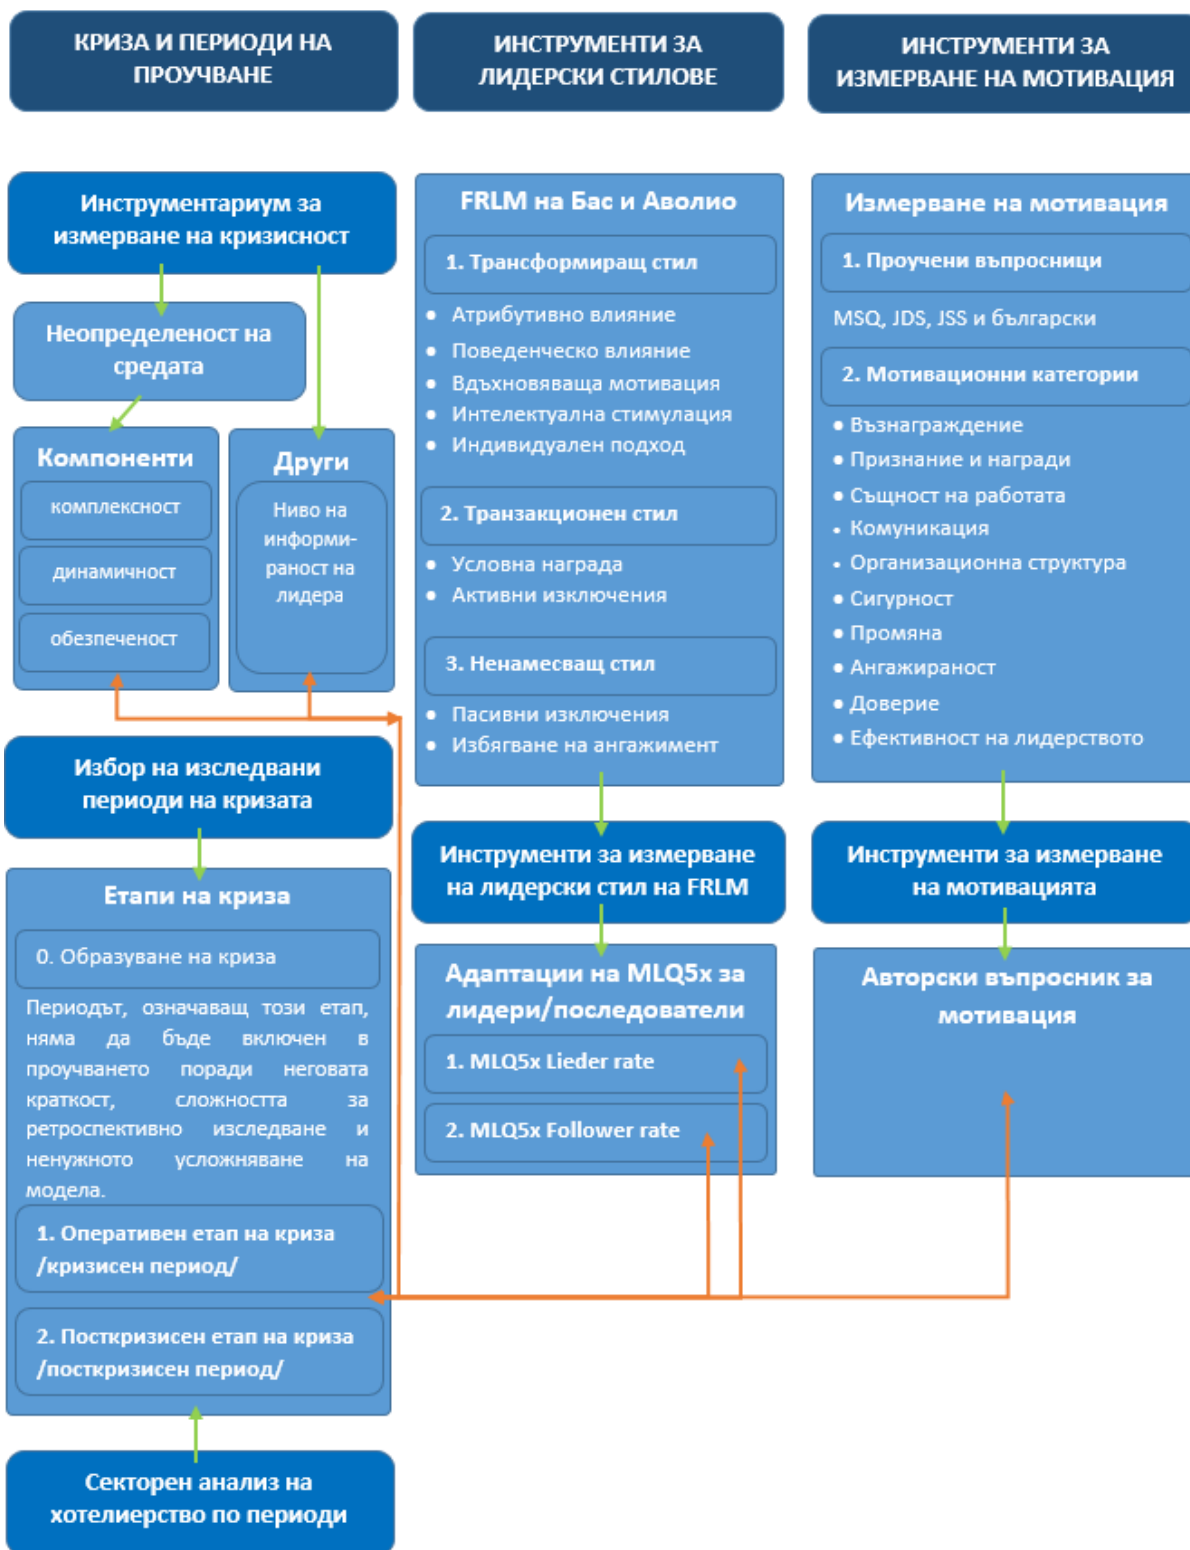 КРИЗА И ПЕРИОДИ НА
ПРОУЧВАНЕ
Инструментариум за
измерване на кризисност
Неопределеност на
средата
Компоненти
комплексност
динамичност
обезпеченост
Други
Ниво на
информи-
раност на
лидера
Избор на изследвани
периоди на кризата
Етапи на криза
0. Образуване на криза
Периодът, означаващ този етап,
няма да бъде включен в
проучването поради неговата
краткост, сложността за
ретроспективно изследване и
ненужното усложняване на
модела.
1. Оперативен етап на криза
/кризисен период/
2. Посткризисен етап на криза
/посткризисен период/
Секторен анализ на
хотелиерство по периоди
ИНСТРУМЕНТИ ЗА
ЛИДЕРСКИ СТИЛОВЕ
FRLM на Бас и Аволио
1. Трансформиращ стил
● Атрибутивно влияние
● Поведенческо влияние
● Вдъхновяваща мотивация
● Интелектуална стимулация
● Индивидуален подход
2. Транзакционен стил
● Условна награда
● Активни изключения
3. Ненамесващ стил
● Пасивни изключения
● Избягване на ангажимент
Инструменти за измерване
на лидерски стил на FRLM
Адаптации на MLQ5x за
лидери/последователи
1. MLQ5x Lieder rate
2. MLQ5x Follower rate
ИНСТРУМЕНТИ ЗА
ИЗМЕРВАНЕ НА МОТИВАЦИЯ
Измерване на мотивация
1. Проучени въпросници
MSQ, JDS, JSS и български
2. Мотивационни категории
● Възнаграждение
● Признание и награди
● Същност на работата
• Комуникация
• Организационна структура
● Сигурност
● Промяна
● Ангажираност
● Доверие
● Ефективност на лидерството
Инструменти за измерване
на мотивацията
Авторски въпросник за
мотивация